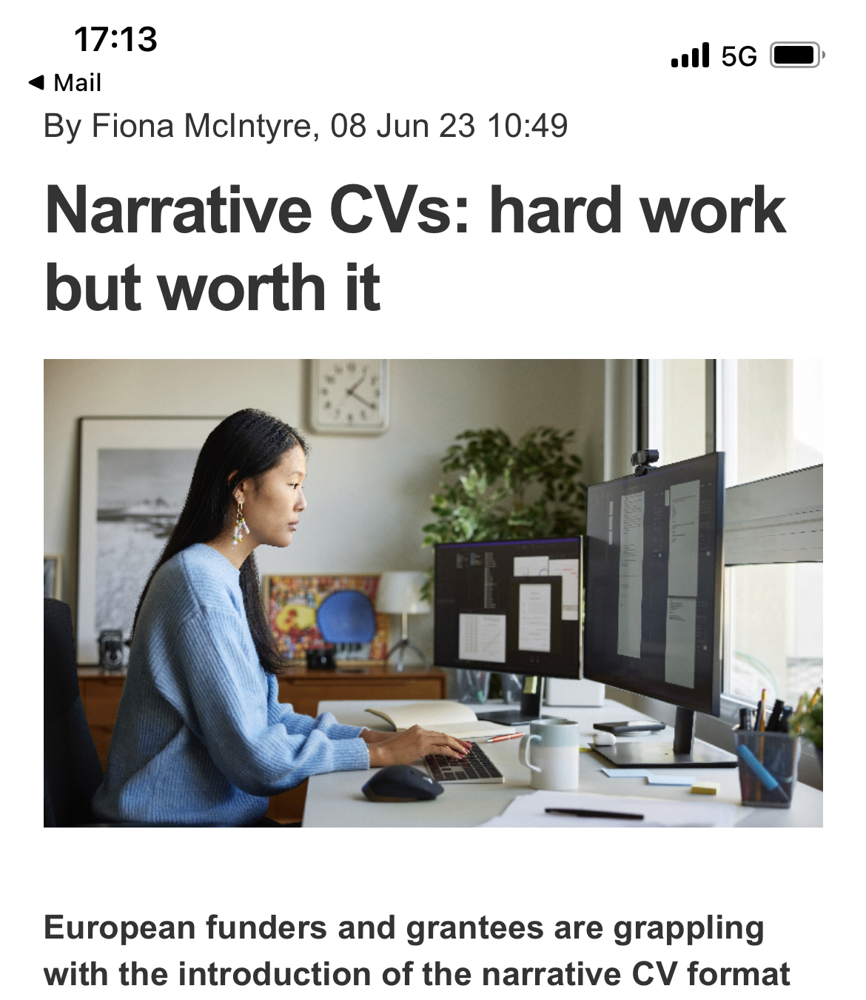 17:13
5G
◀ Mail
By Fiona McIntyre, 08 Jun 23 10:49
Narrative CVs: hard work
but worth it
European funders and grantees are grappling
with the introduction of the narrative CV format